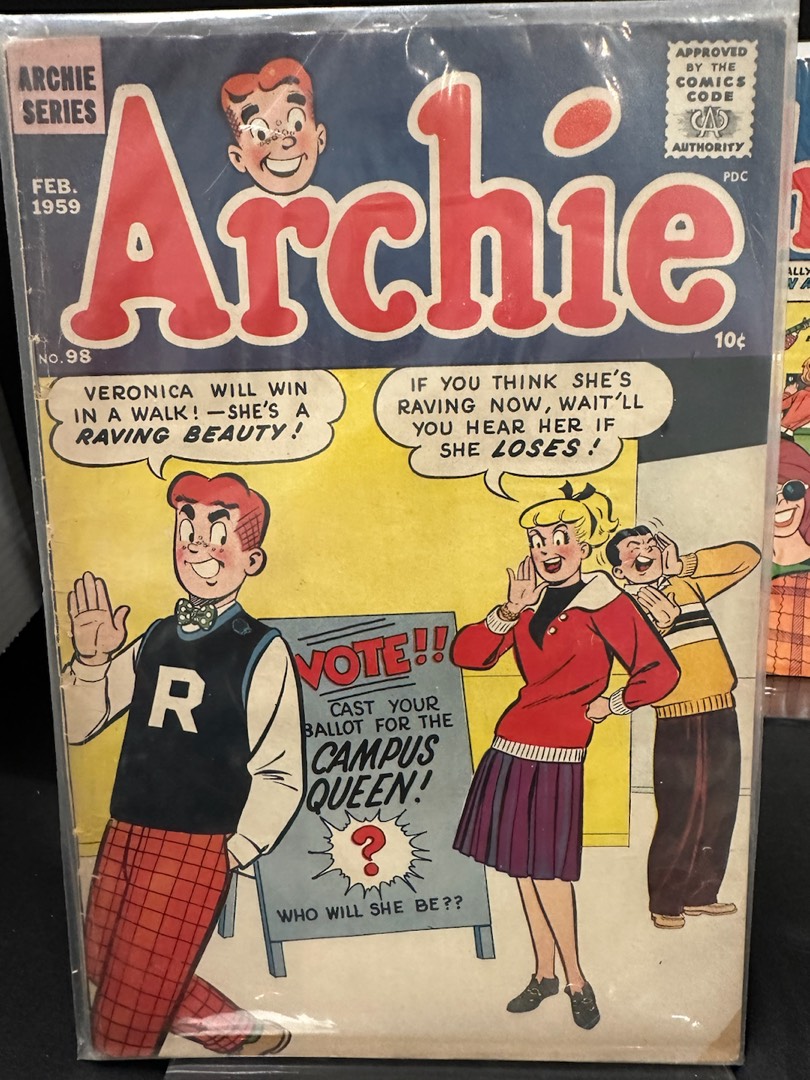 ARCHIE
SERIES
APPROVED
BY THE
COMICS
CODE
CA
AUTHORITY
FEB.
1959
PDC
Archie
NO. 98
10¢
VERONICA WILL WIN
IN A WALK! — SHE'S A
RAVING BEAUTY!
IF YOU THINK SHE'S
RAVING NOW, WAIT'LL
YOU HEAR HER IF
SHE LOSES!
R
VOTE!!
CAST YOUR
BALLOT FOR THE
CAMPUS
QUEEN!
?
WHO WILL SHE BE??